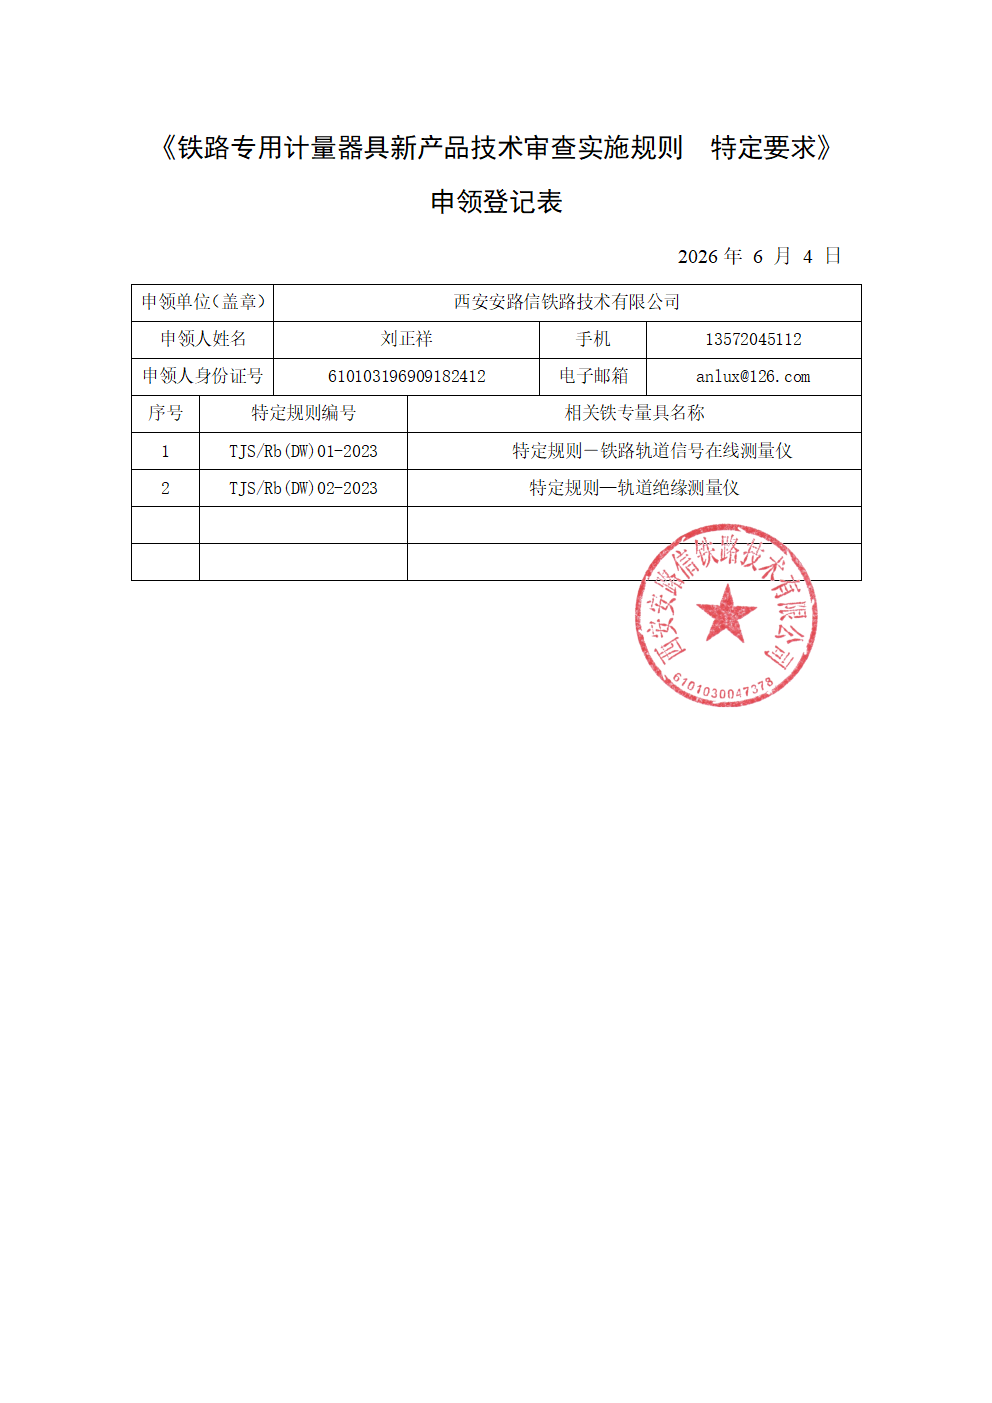 《铁路专用计量器具新产品技术审查实施规则 特定要求》
申领登记表
2026 年 6 月 4 日
申领单位（盖章） 西安安路信铁路技术有限公司
申领人姓名 刘正祥 手机 13572045112
申领人身份证号 610103196909182412 电子邮箱 anlux@126.com
序号 特定规则编号 相关铁专量具名称
1 TJS/Rb(DW)01-2023 特定规则－铁路轨道信号在线测量仪
2 TJS/Rb(DW)02-2023 特定规则—轨道绝缘测量仪
西安安路信铁路技术有限公司
6101030047378